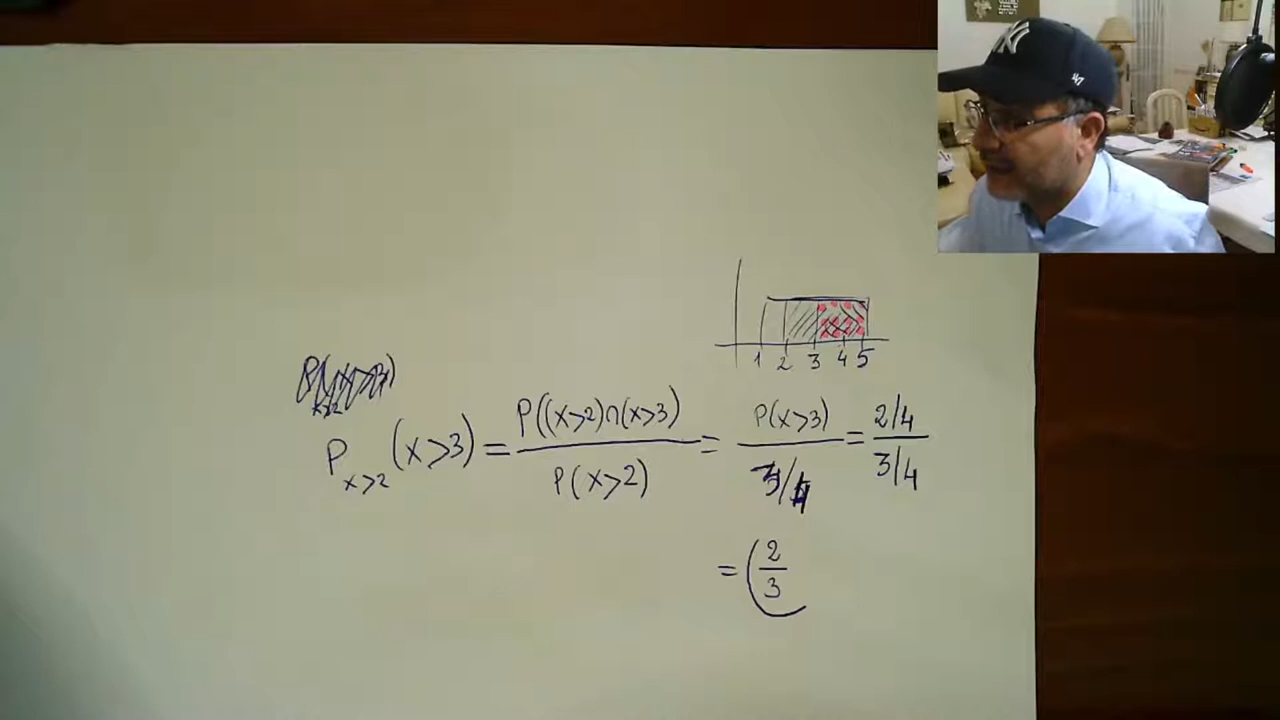 1 2 3 4 5
P_{x>2}(x>3) = P((x>2)∩(x>3)) / P(x>2) = P(x>3) / 3/4 = 2/4 / 3/4
= 2/3
47